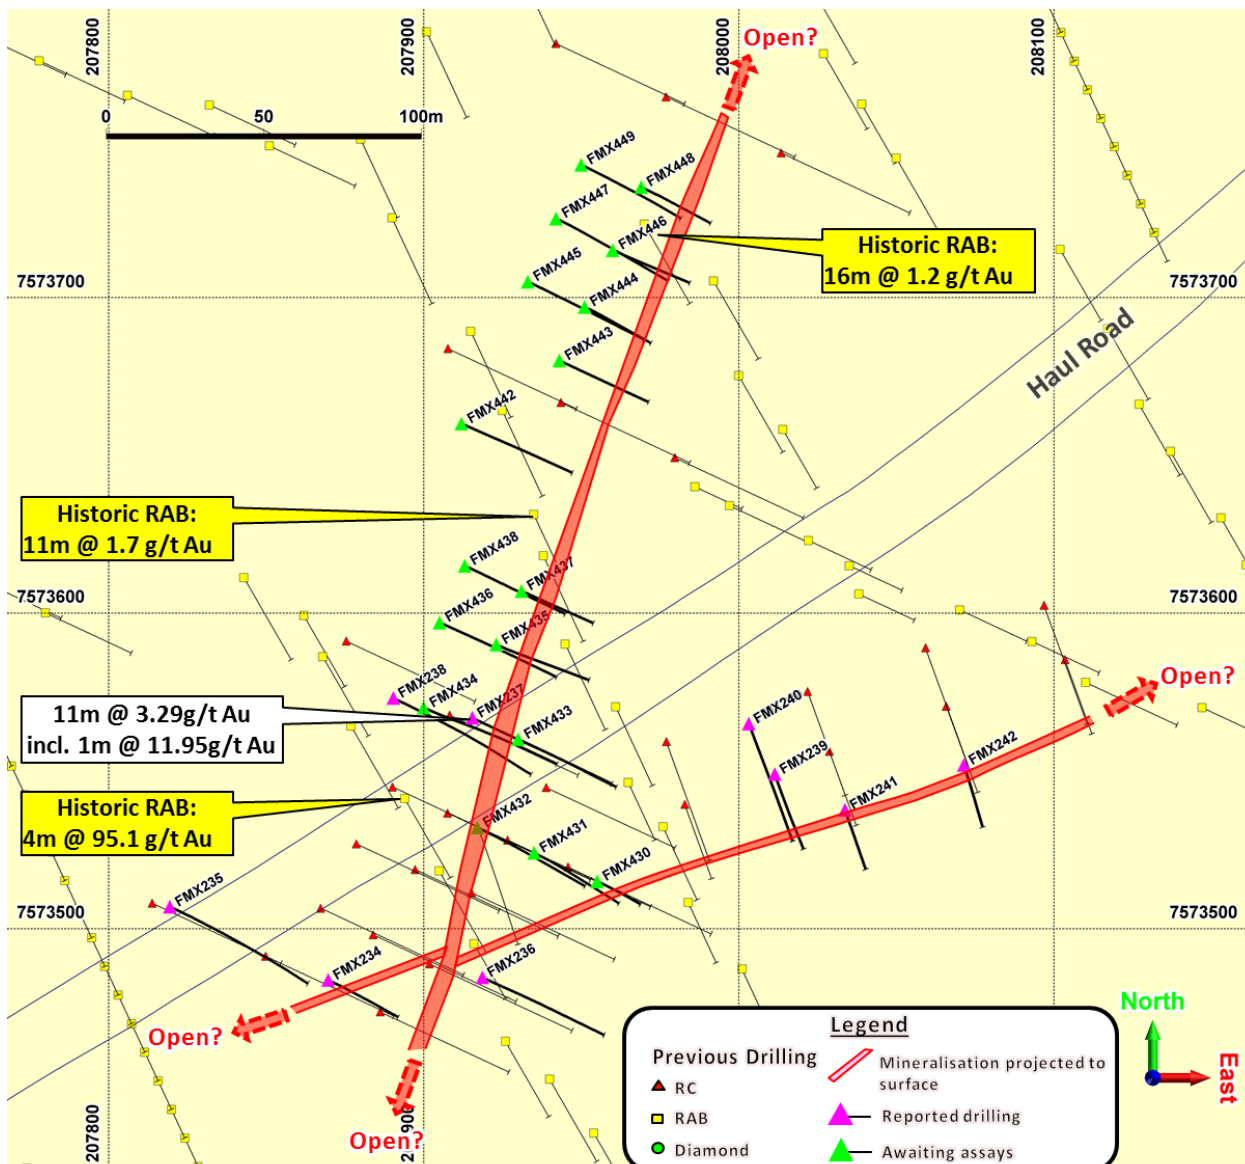 207800
207900
208000
208100
Open?
0
50
100m
FMX449
FMX448
FMX447
FMX446
Historic RAB:
16m @ 1.2 g/t Au
FMX445
7573700
7573700
FMX444
Haul Road
FMX443
FMX442
Historic RAB:
11m @ 1.7 g/t Au
FMX438
FMX437
7573600
7573600
FMX436
FMX435
Open?
FMX238
FMX434
FMX237
11m @ 3.29g/t Au
incl. 1m @ 11.95g/t Au
FMX433
FMX240
FMX239
FMX242
FMX241
Historic RAB:
4m @ 95.1 g/t Au
FMX432
FMX431
FMX430
FMX235
7573500
7573500
FMX234
FMX236
Open?
Open?
207800
207900
Legend
Previous Drilling
RC
RAB
Diamond
Mineralisation projected to
surface
Reported drilling
Awaiting assays
North
East